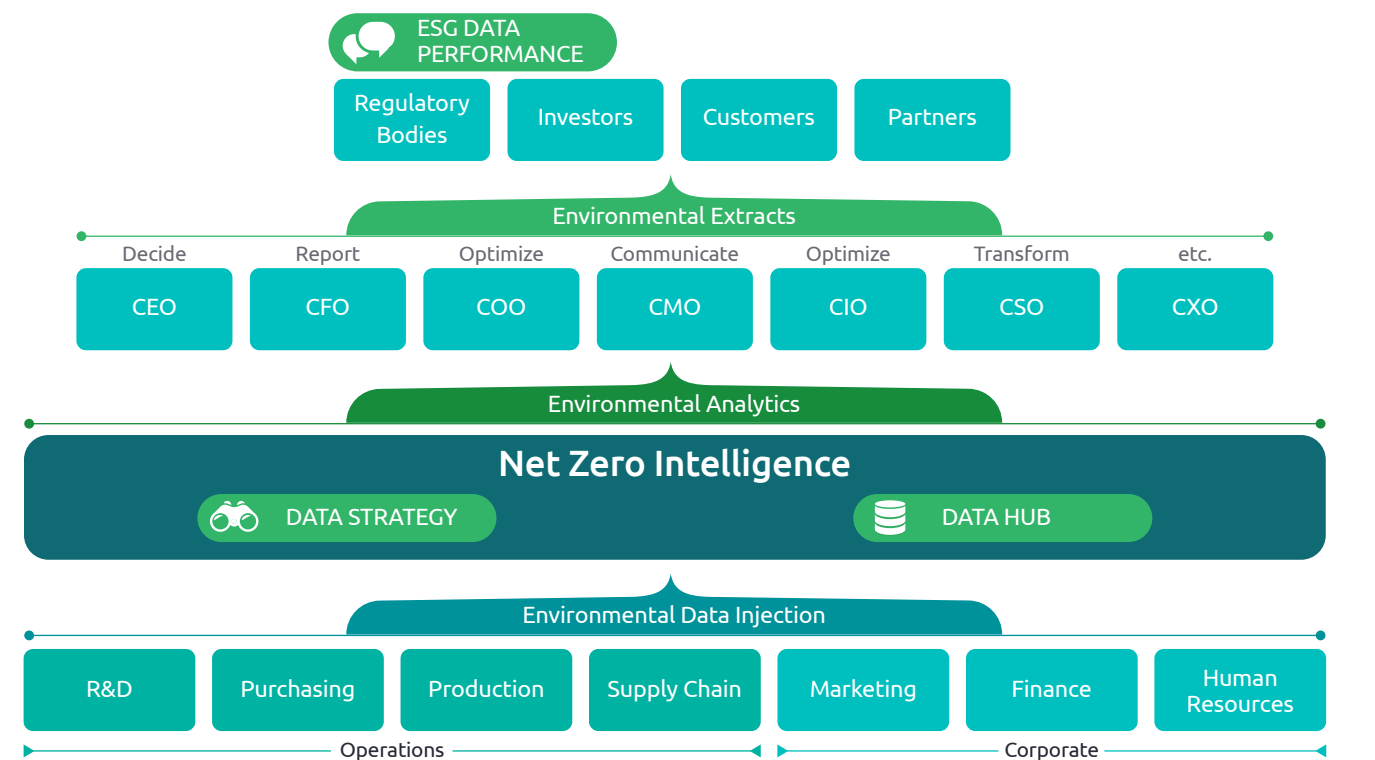 ESG DATA
PERFORMANCE
Regulatory
Bodies
Investors
Customers
Partners
Environmental Extracts
Decide
Report
Optimize
Communicate
Optimize
Transform
etc.
CEO
CFO
COO
CMO
CIO
CSO
CXO
Environmental Analytics
Net Zero Intelligence
DATA STRATEGY
DATA HUB
Environmental Data Injection
R&D
Purchasing
Production
Supply Chain
Marketing
Finance
Human
Resources
Operations
Corporate